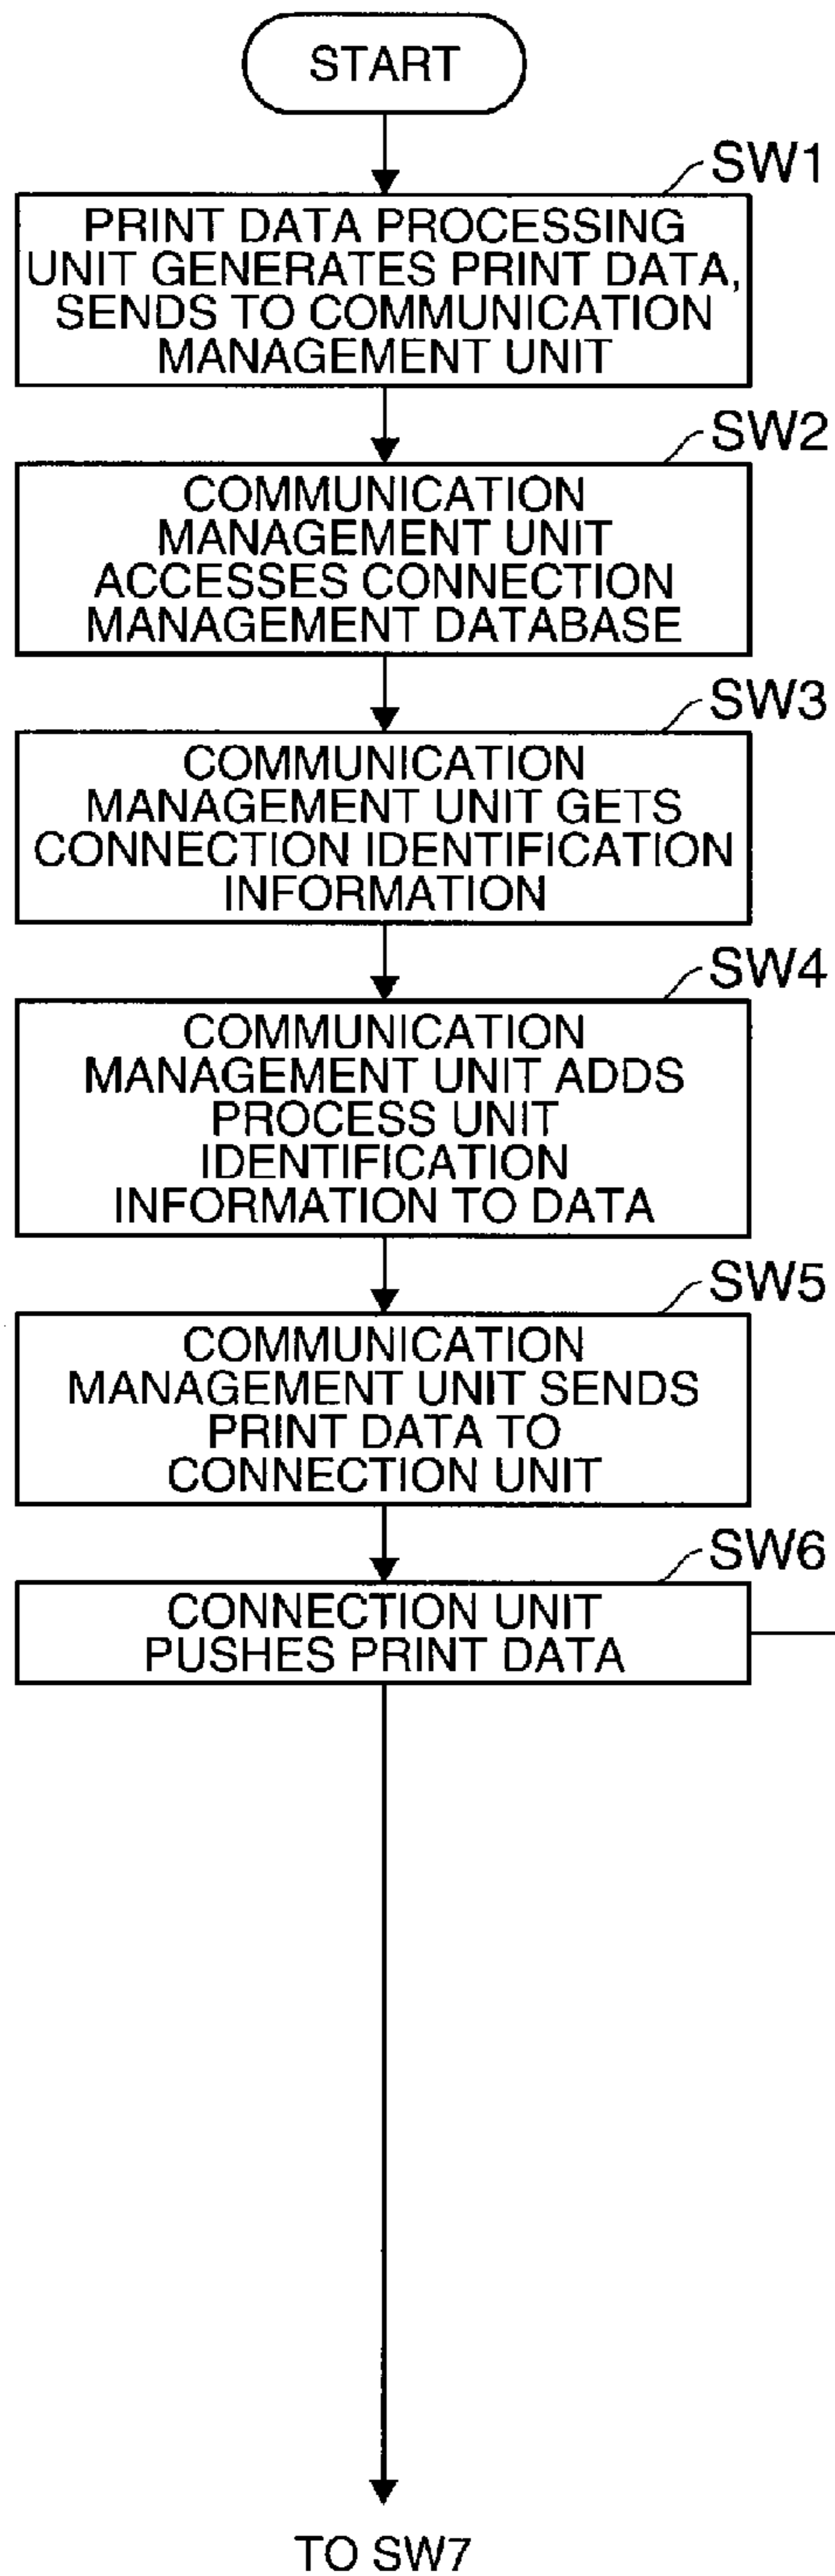 START
SW1
PRINT DATA PROCESSING
UNIT GENERATES PRINT DATA,
SENDS TO COMMUNICATION
MANAGEMENT UNIT
SW2
COMMUNICATION
MANAGEMENT UNIT
ACCESSES CONNECTION
MANAGEMENT DATABASE
SW3
COMMUNICATION
MANAGEMENT UNIT GETS
CONNECTION IDENTIFICATION
INFORMATION
SW4
COMMUNICATION
MANAGEMENT UNIT ADDS
PROCESS UNIT
IDENTIFICATION
INFORMATION TO DATA
SW5
COMMUNICATION
MANAGEMENT UNIT SENDS
PRINT DATA TO
CONNECTION UNIT
SW6
CONNECTION UNIT
PUSHES PRINT DATA
TO SW7